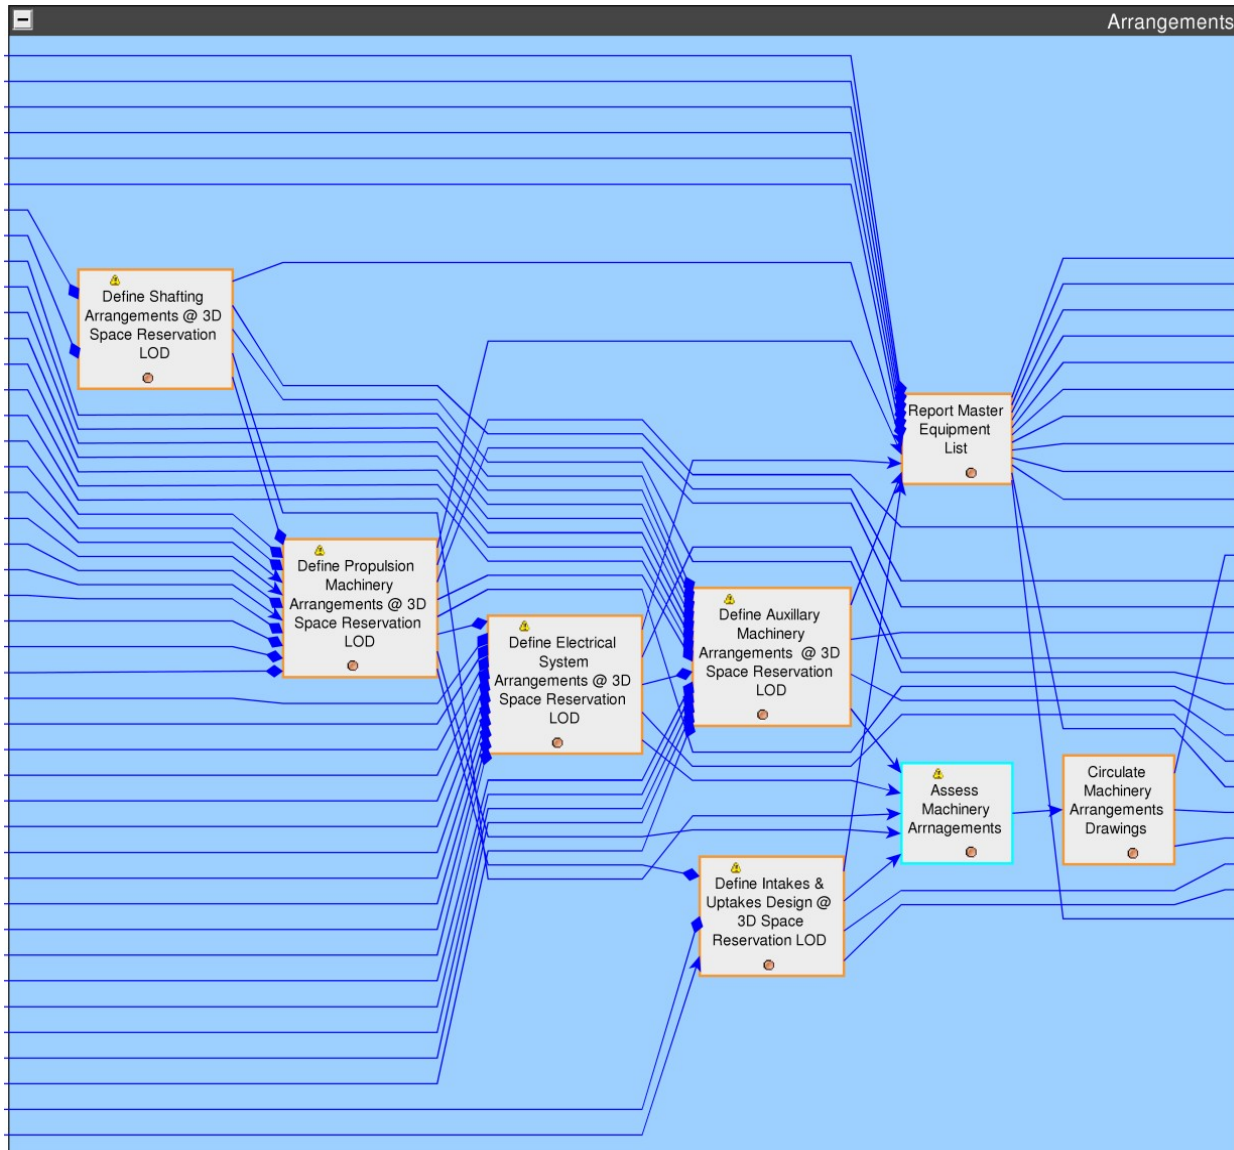 Arrangements
Define Shafting
Arrangements @ 3D
Space Reservation
LOD
Report Master
Equipment
List
Define Propulsion
Machinery
Arrangements @ 3D
Space Reservation
LOD
Define Electrical
System
Arrangements @ 3D
Space Reservation
LOD
Define Auxillary
Machinery
Arrangements @ 3D
Space Reservation
LOD
Assess
Machinery
Arrnagements
Circulate
Machinery
Arrangements
Drawings
Define Intakes &
Uptakes Design @
3D Space
Reservation LOD